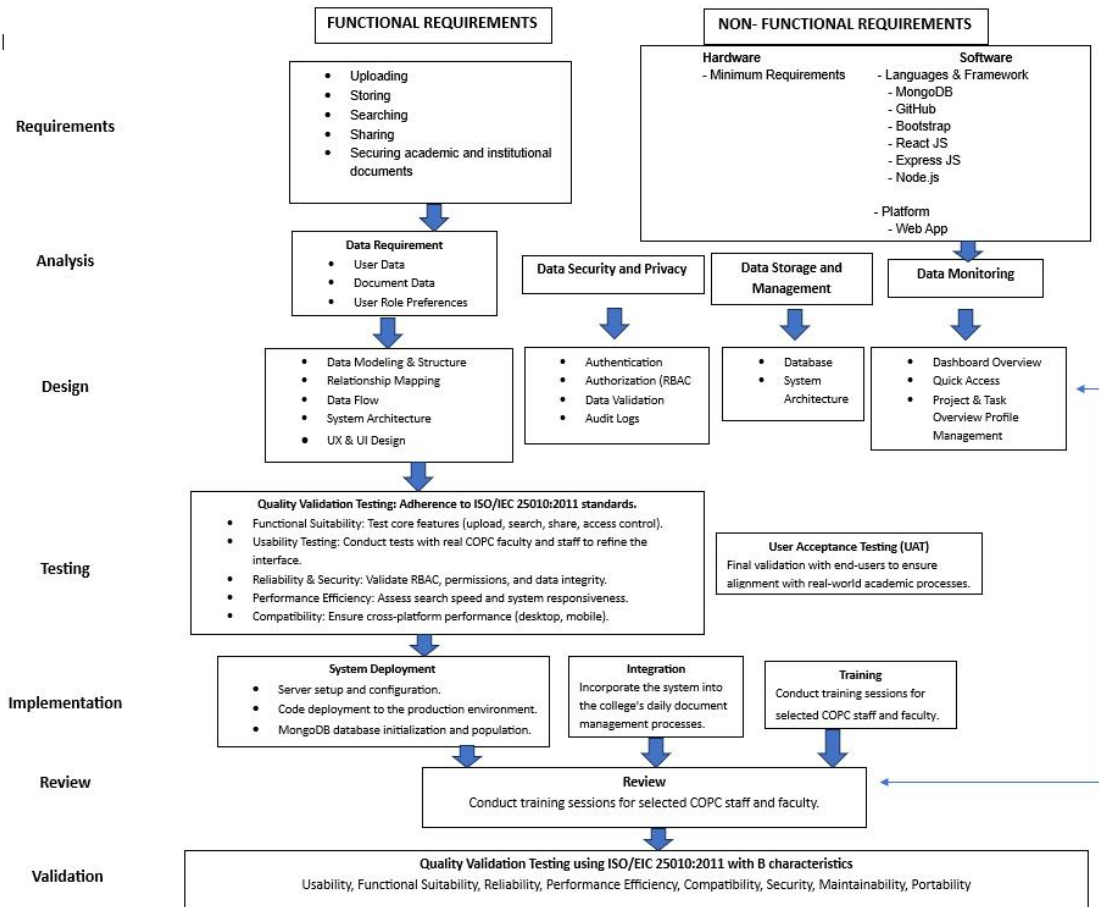 FUNCTIONAL REQUIREMENTS
NON- FUNCTIONAL REQUIREMENTS
Requirements
• Uploading
• Storing
• Searching
• Sharing
• Securing academic and institutional
documents
Hardware
- Minimum Requirements
Software
- Languages & Framework
- MongoDB
- GitHub
- Bootstrap
- React JS
- Express JS
- Node.js
- Platform
- Web App
Analysis
Data Requirement
• User Data
• Document Data
• User Role Preferences
Data Security and Privacy
Data Storage and
Management
Data Monitoring
Design
• Data Modeling & Structure
• Relationship Mapping
• Data Flow
• System Architecture
• UX & UI Design
• Authentication
• Authorization (RBAC
• Data Validation
• Audit Logs
• Database
• System
Architecture
• Dashboard Overview
• Quick Access
• Project & Task
Overview Profile
Management
Testing
Quality Validation Testing: Adherence to ISO/IEC 25010:2011 standards.
• Functional Suitability: Test core features (upload, search, share, access control).
• Usability Testing: Conduct tests with real COPC faculty and staff to refine the
interface.
• Reliability & Security: Validate RBAC, permissions, and data integrity.
• Performance Efficiency: Assess search speed and system responsiveness.
• Compatibility: Ensure cross-platform performance (desktop, mobile).
User Acceptance Testing (UAT)
Final validation with end-users to ensure
alignment with real-world academic processes.
Implementation
System Deployment
• Server setup and configuration.
• Code deployment to the production environment.
• MongoDB database initialization and population.
Integration
Incorporate the system into
the college's daily document
management processes.
Training
Conduct training sessions for
selected COPC staff and faculty.
Review
Review
Conduct training sessions for selected COPC staff and faculty.
Validation
Quality Validation Testing using ISO/EIC 25010:2011 with B characteristics
Usability, Functional Suitability, Reliability, Performance Efficiency, Compatibility, Security, Maintainability, Portability